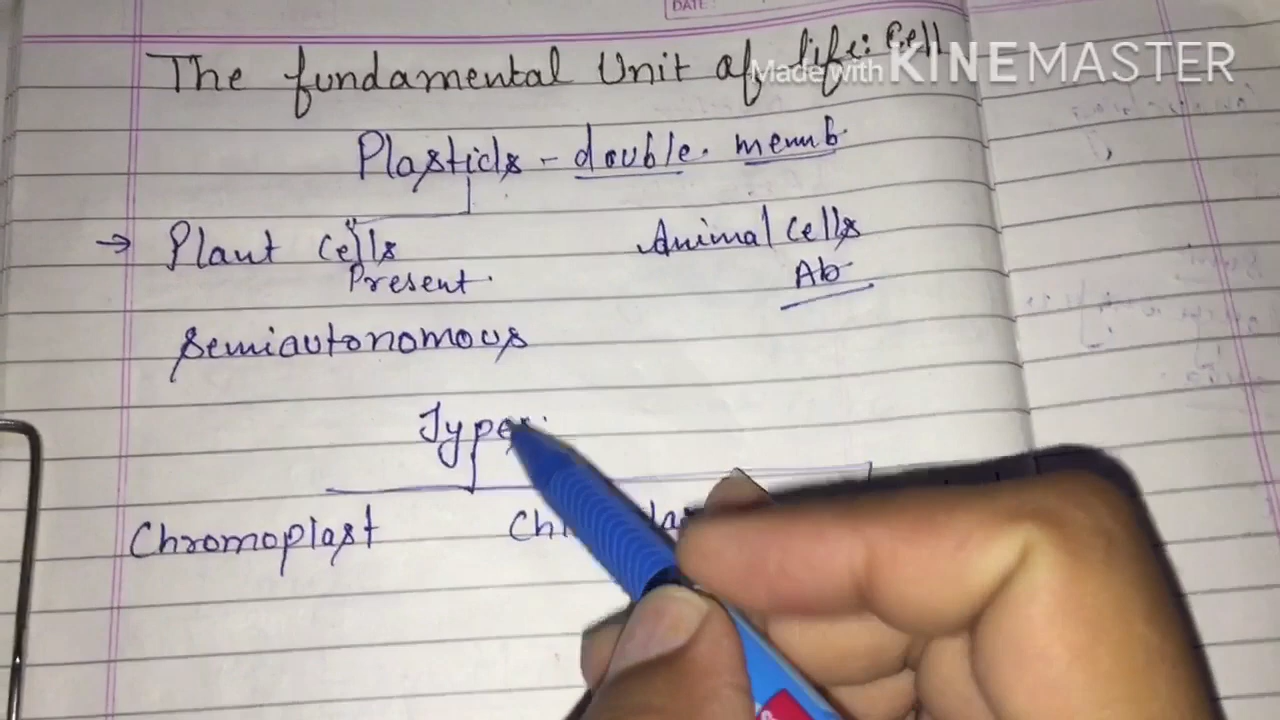 DATE:
The fundamental Unit of life: Cell
Made with KINEMASTER
Plastids - double memb
→ Plant Cells Animal Cells
Present Ab
Semiautonomous
Types
Chromoplast